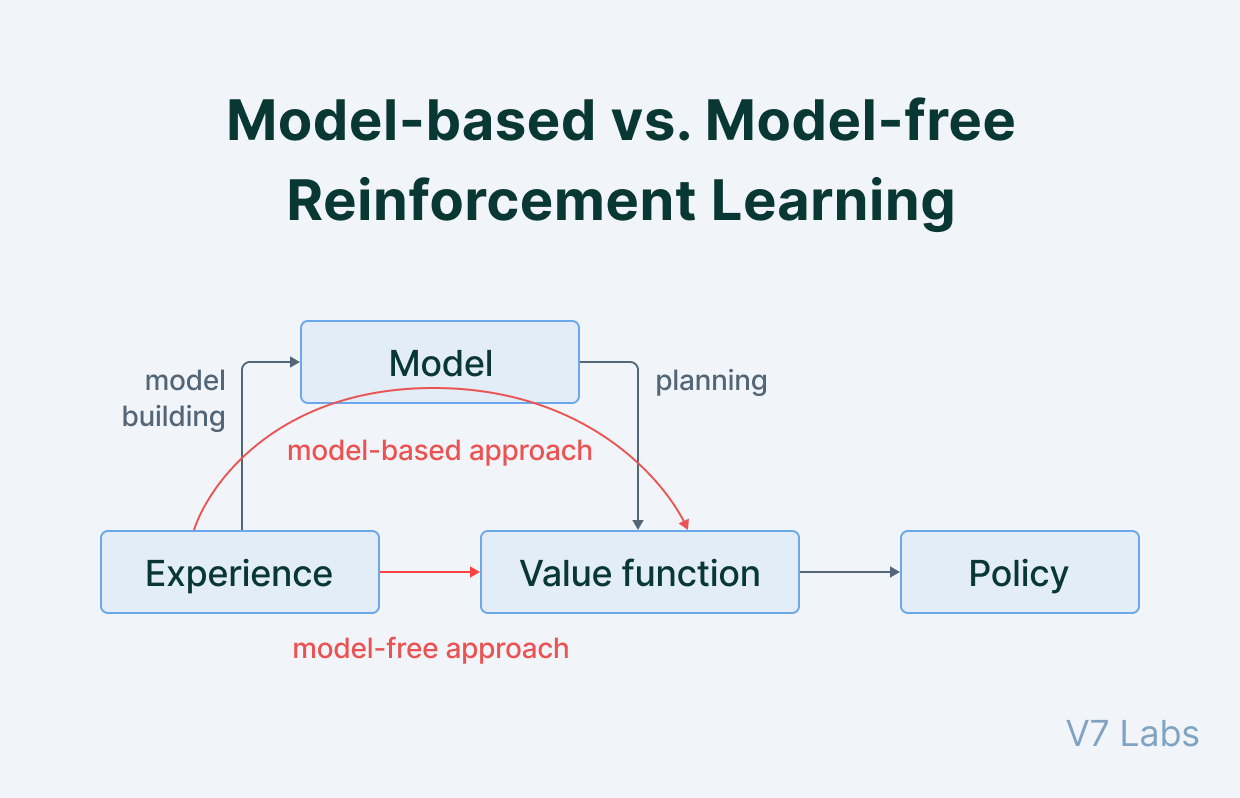 Model-based vs. Model-free
Reinforcement Learning
Model
model
building
planning
model-based approach
Experience
Value function
Policy
model-free approach
V7 Labs